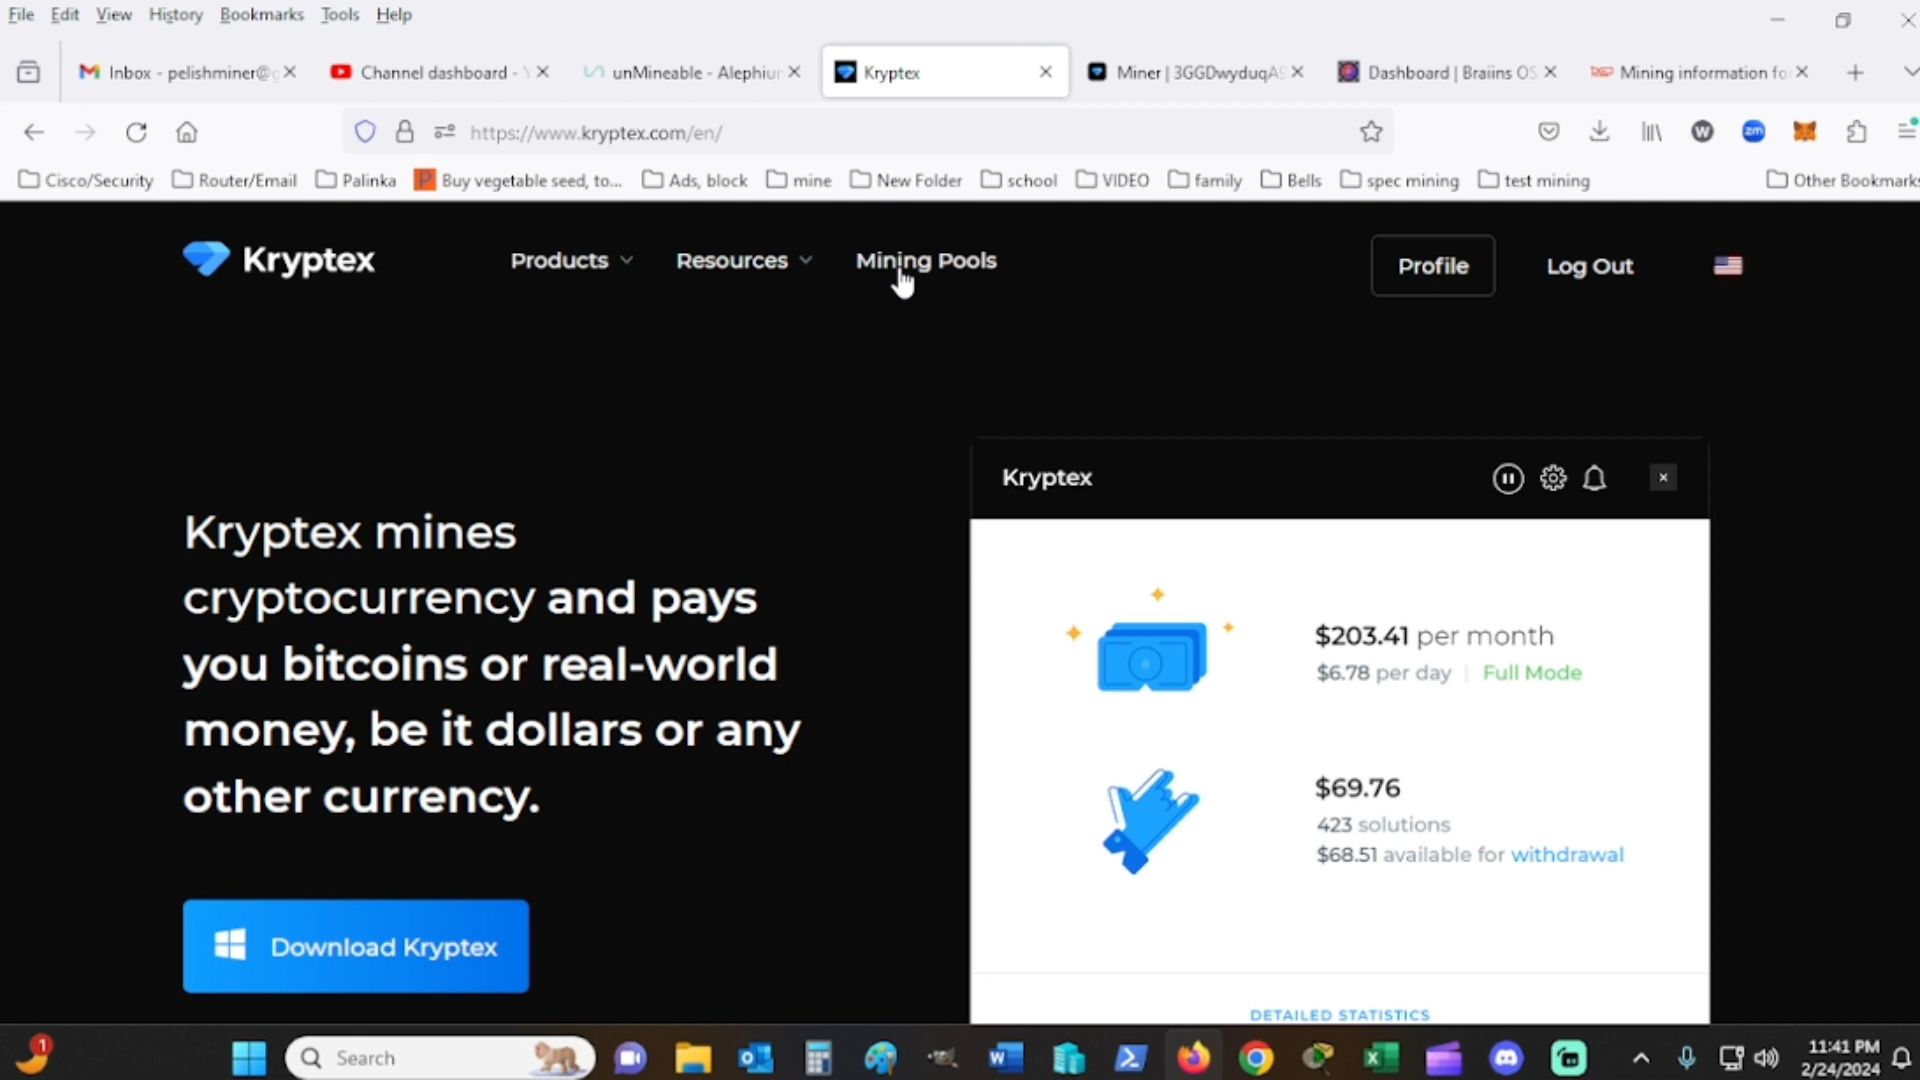 File Edit View History Bookmarks Tools Help
Inbox - pelishminer@g
Channel dashboard - Y
unMineable - Alephiur
Kryptex
Miner | 3GGDwyduqAS
Dashboard | Braiins OS
Mining information fo
https://www.kryptex.com/en/
Cisco/Security Router/Email Palinka Buy vegetable seed, to... Ads, block mine New Folder school VIDEO family Bells spec mining test mining Other Bookmarks
Kryptex
Products Resources Mining Pools
Profile Log Out
Kryptex mines
cryptocurrency and pays
you bitcoins or real-world
money, be it dollars or any
other currency.
Download Kryptex
Kryptex
$203.41 per month
$6.78 per day | Full Mode
$69.76
423 solutions
$68.51 available for withdrawal
DETAILED STATISTICS
1
Search
11:41 PM
2/24/2024